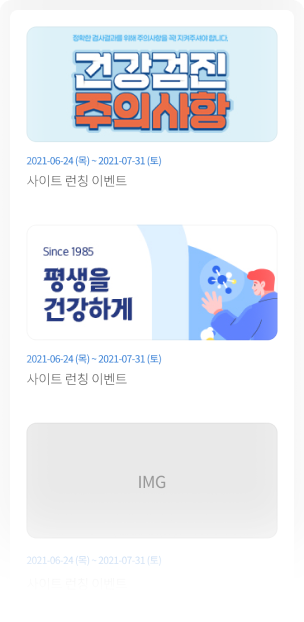 정확한 검사결과를 위해 주의사항을 꼭! 지켜주셔야 합니다.
건강검진
주의사항
2021-06-24 (목) ~ 2021-07-31 (토)
사이트 런칭 이벤트
Since 1985
평생을
건강하게
2021-06-24 (목) ~ 2021-07-31 (토)
사이트 런칭 이벤트
IMG
2021-06-24 (목) ~ 2021-07-31 (토)
사이트 런칭 이벤트